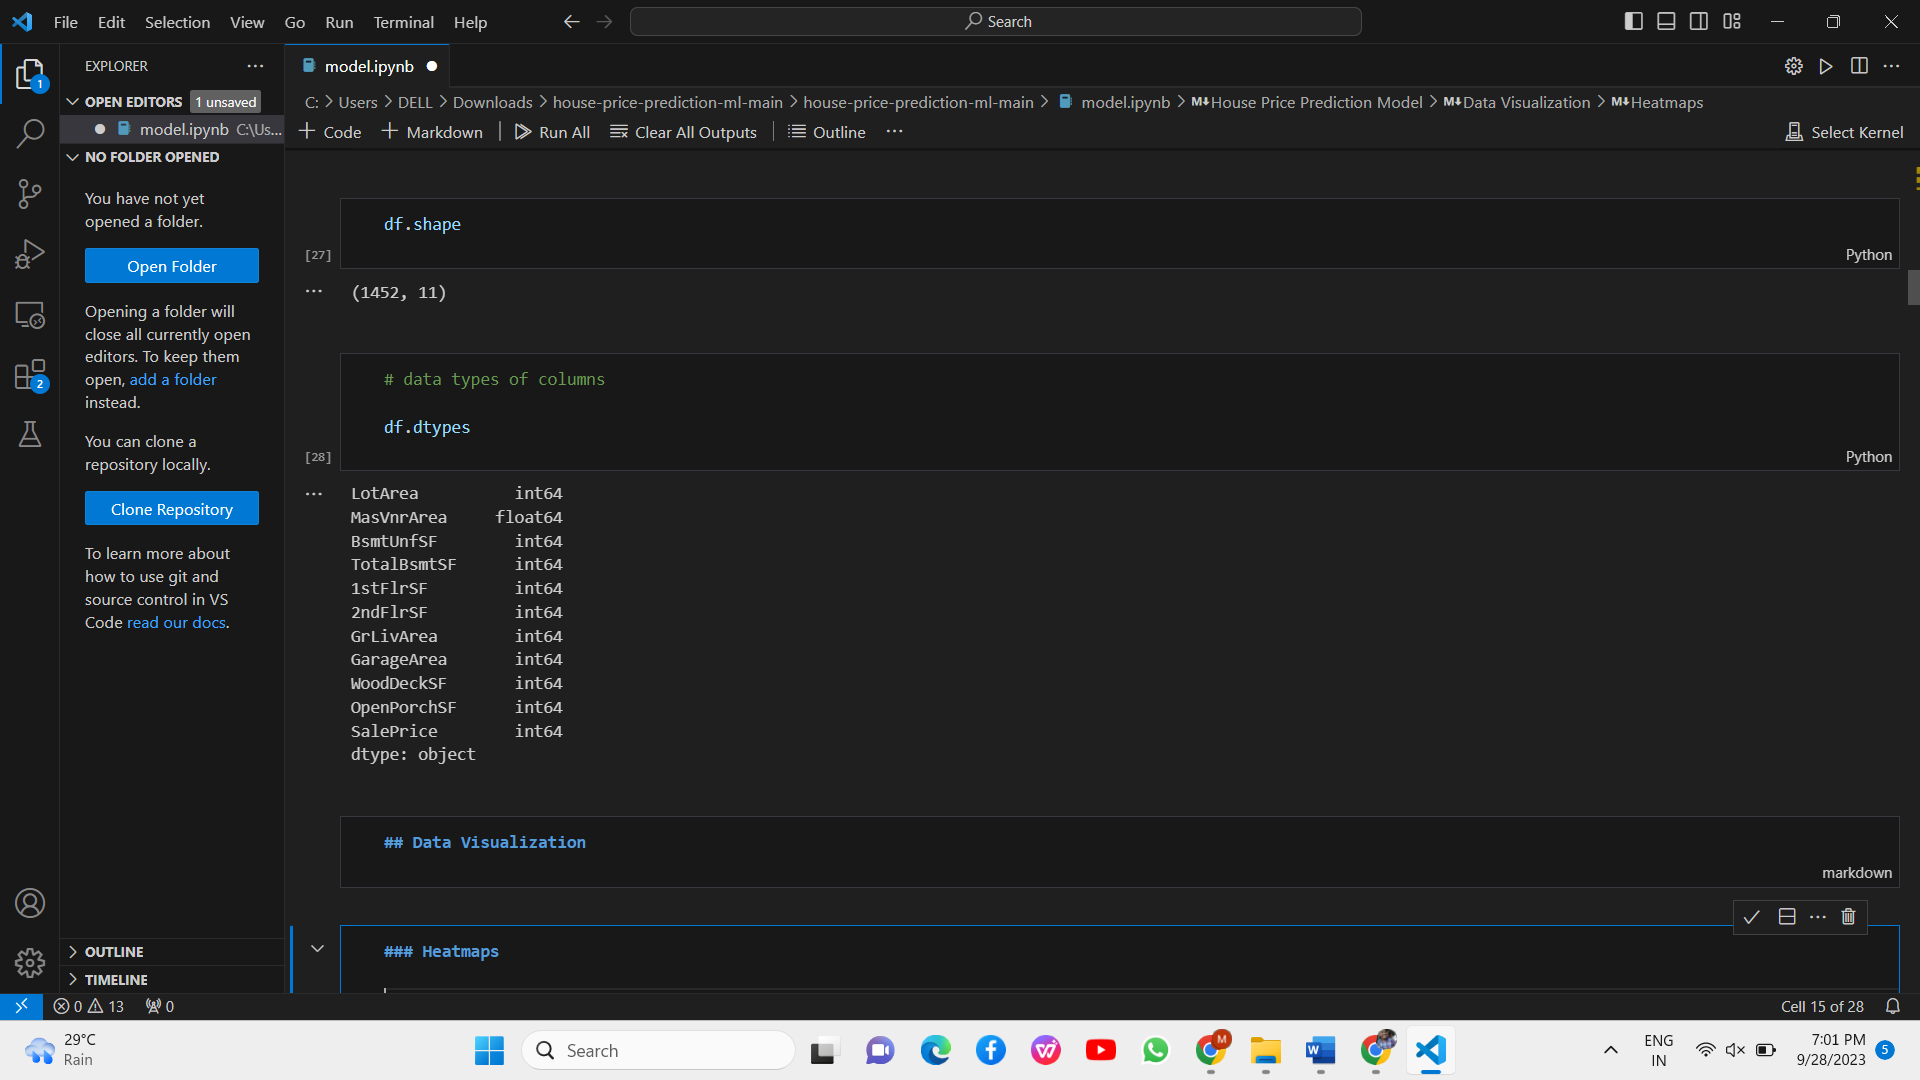 File Edit Selection View Go Run Terminal Help
Search
EXPLORER
1
OPEN EDITORS 1 unsaved
model.ipynb C:\Us...
NO FOLDER OPENED
You have not yet
opened a folder.
Open Folder
Opening a folder will
close all currently open
editors. To keep them
open, add a folder
instead.
2
You can clone a
repository locally.
Clone Repository
To learn more about
how to use git and
source control in VS
Code read our docs.
OUTLINE
TIMELINE
model.ipynb
C: > Users > DELL > Downloads > house-price-prediction-ml-main > house-price-prediction-ml-main > model.ipynb > M↓House Price Prediction Model > M↓Data Visualization > M↓Heatmaps
+ Code + Markdown Run All Clear All Outputs Outline ... Select Kernel
df.shape
[27] Python
... (1452, 11)
# data types of columns
df.dtypes
[28] Python
... LotArea int64
MasVnrArea float64
BsmtUnfSF int64
TotalBsmtSF int64
1stFlrSF int64
2ndFlrSF int64
GrLivArea int64
GarageArea int64
WoodDeckSF int64
OpenPorchSF int64
SalePrice int64
dtype: object
## Data Visualization
markdown
### Heatmaps
0 13 0 Cell 15 of 28
29°C
Rain
Search
M
W
ENG
IN
7:01 PM
9/28/2023
5